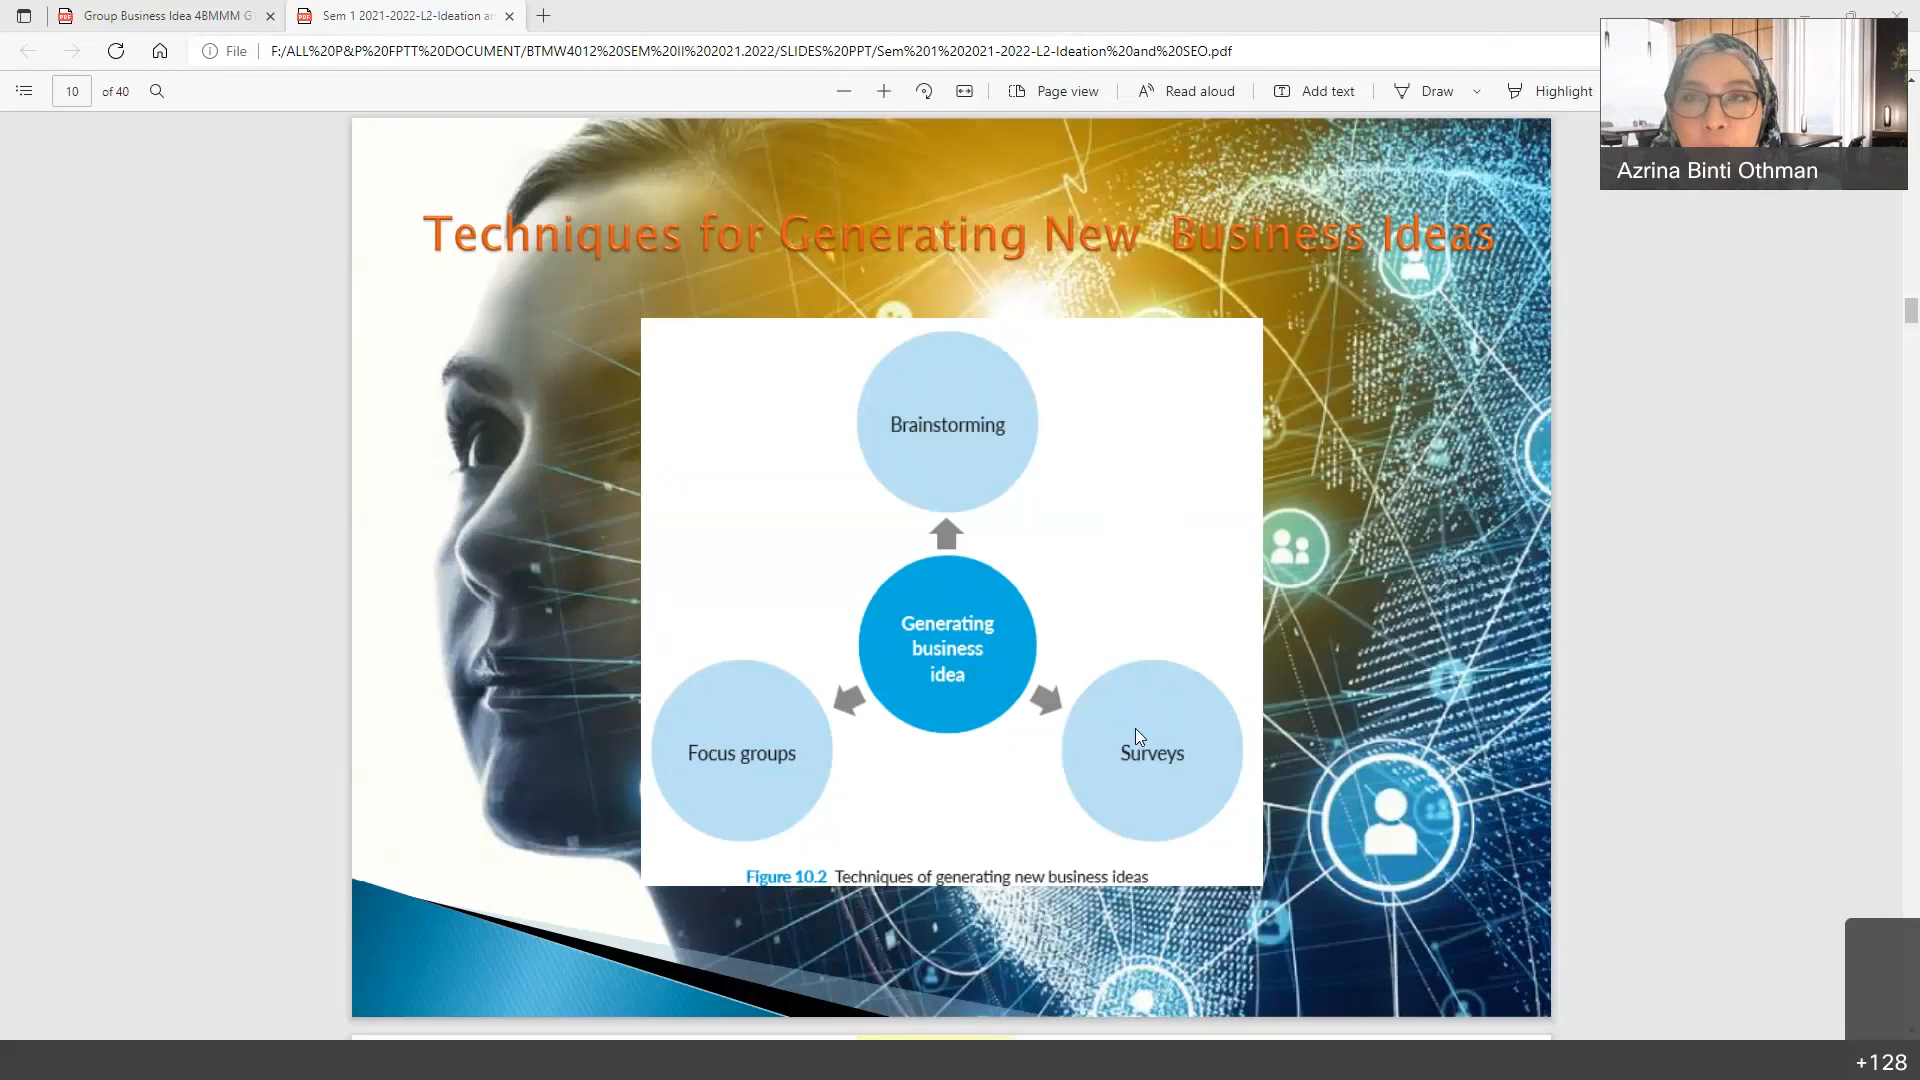 Group Business Idea 4BMMM G
Sem 1 2021-2022-L2-Ideation an
File
F:/ALL%20P&P%20FPTT%20DOCUMENT/BTMW4012%20SEM%20II%202021.2022/SLIDES%20PPT/Sem%201%202021-2022-L2-Ideation%20and%20SEO.pdf
10 of 40
Page view
Read aloud
Add text
Draw
Highlight
Azrina Binti Othman
Techniques for Generating New Business Ideas
Brainstorming
Generating
business
idea
Focus groups
Surveys
Figure 10.2 Techniques of generating new business ideas
+128